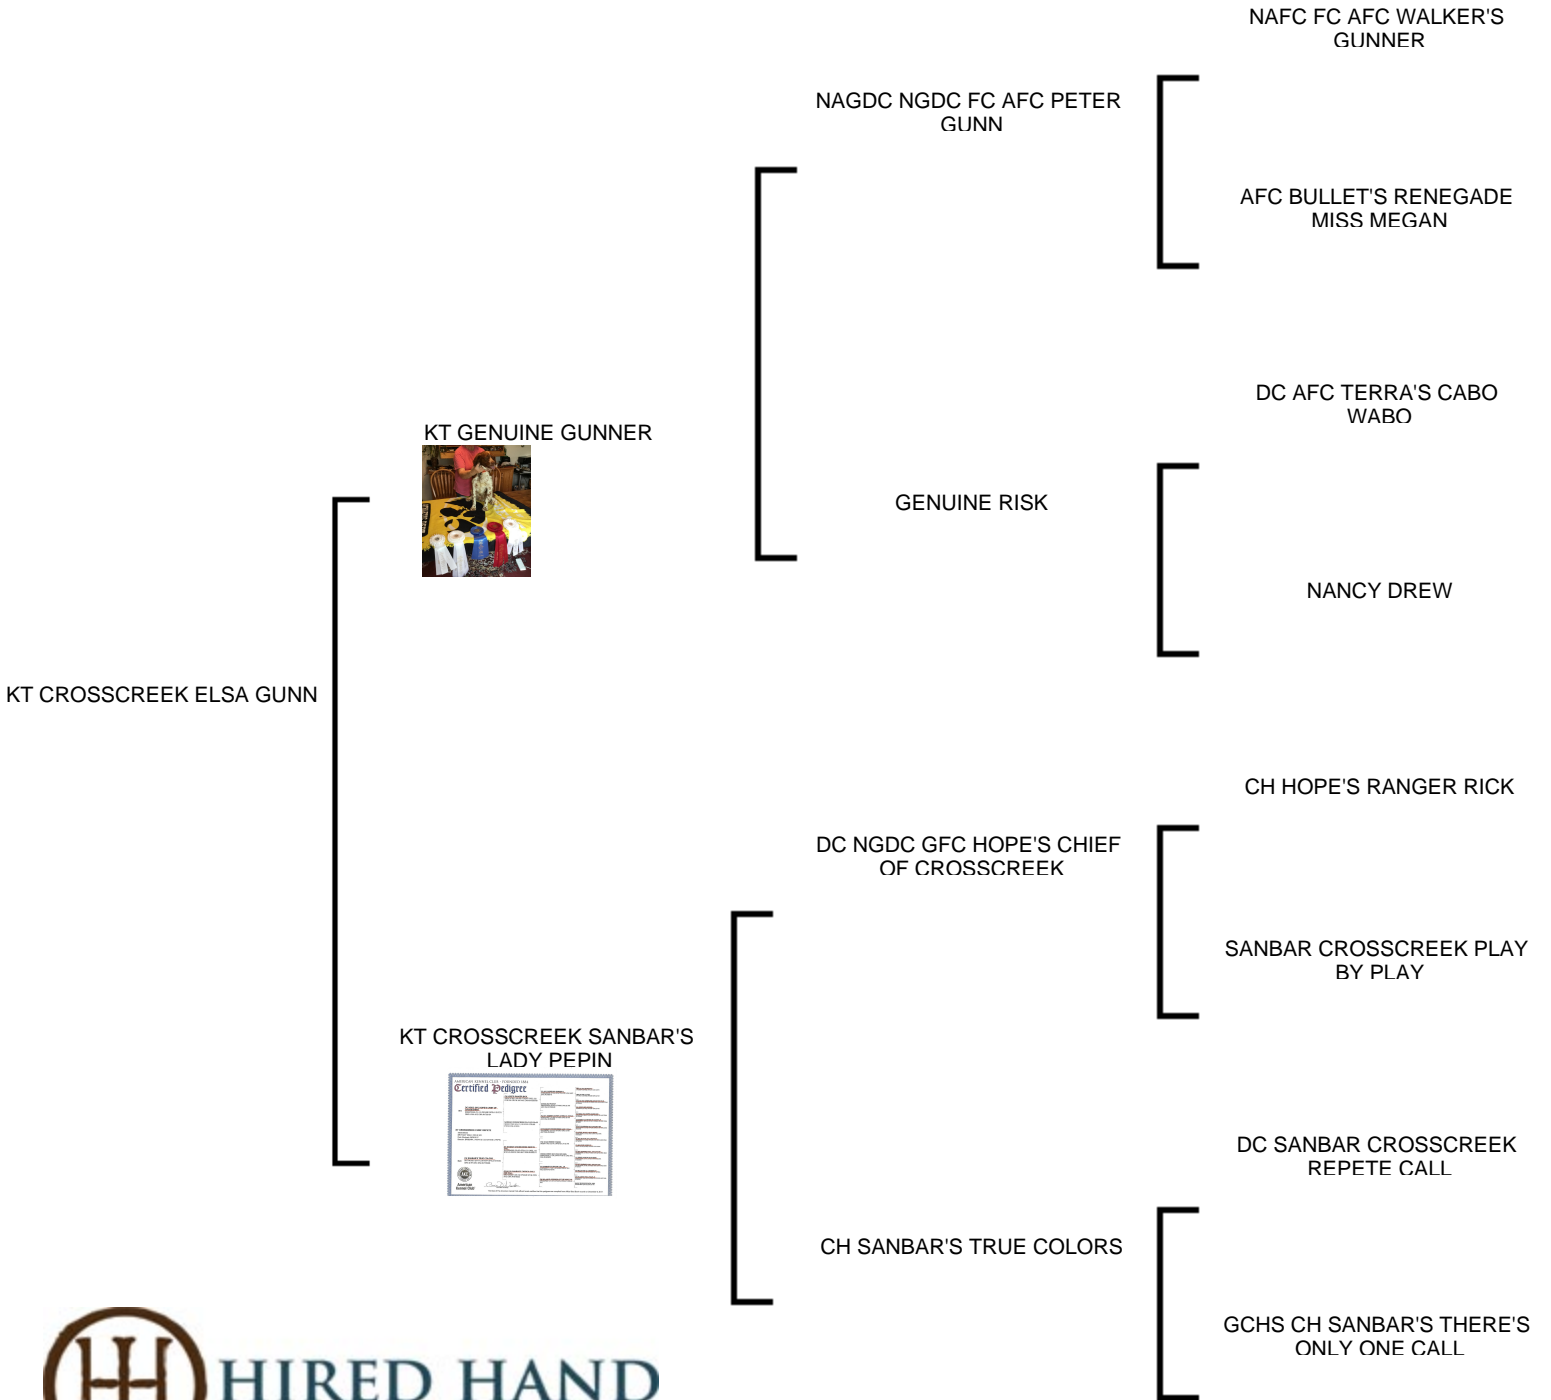 NAFC FC AFC WALKER'S
GUNNER
NAGDC NGDC FC AFC PETER
GUNN
AFC BULLET'S RENEGADE
MISS MEGAN
DC AFC TERRA'S CABO
WABO
KT GENUINE GUNNER
GENUINE RISK
NANCY DREW
KT CROSSCREEK ELSA GUNN
CH HOPE'S RANGER RICK
DC NGDC GFC HOPE'S CHIEF
OF CROSSCREEK
SANBAR CROSSCREEK PLAY
BY PLAY
KT CROSSCREEK SANBAR'S
LADY PEPIN
Certified Pedigree
DC SANBAR CROSSCREEK
REPETE CALL
CH SANBAR'S TRUE COLORS
GCHS CH SANBAR'S THERE'S
ONLY ONE CALL
HIRED HAND